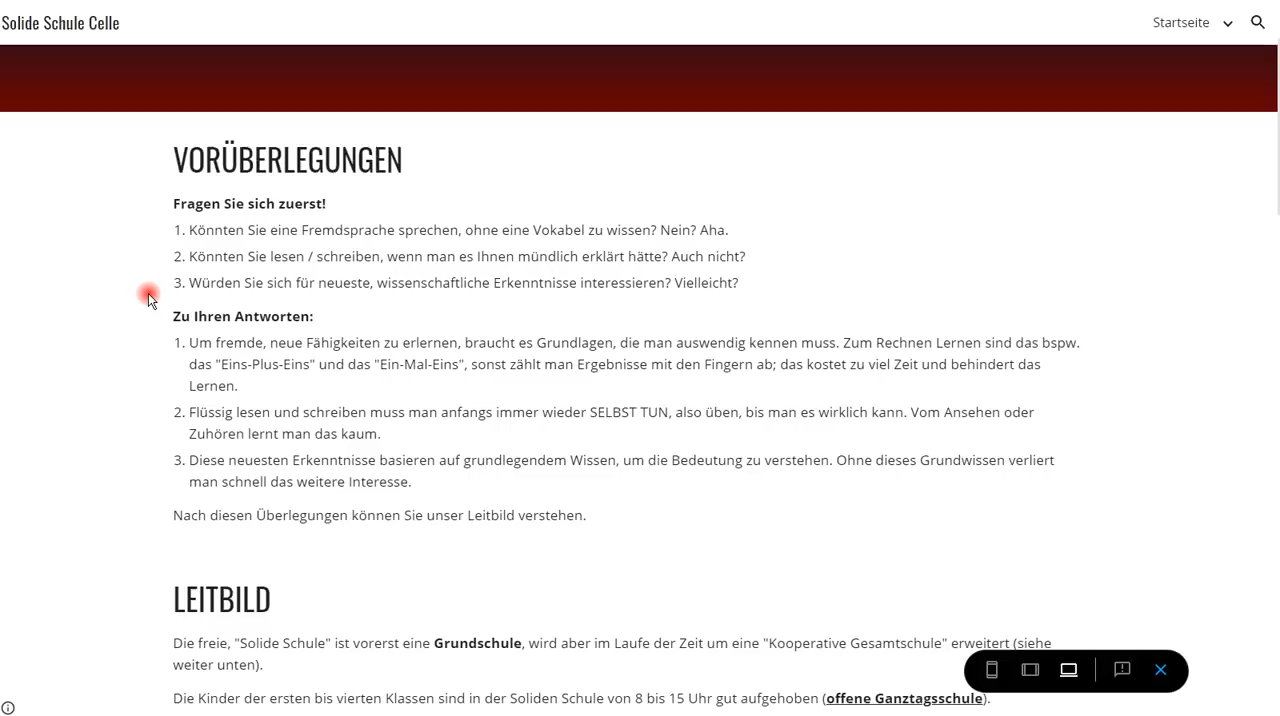 Solide Schule Celle
Startseite
VORÜBERLEGUNGEN
Fragen Sie sich zuerst!
1. Könnten Sie eine Fremdsprache sprechen, ohne eine Vokabel zu wissen? Nein? Aha.
2. Könnten Sie lesen / schreiben, wenn man es Ihnen mündlich erklärt hätte? Auch nicht?
3. Würden Sie sich für neueste, wissenschaftliche Erkenntnisse interessieren? Vielleicht?
Zu Ihren Antworten:
1. Um fremde, neue Fähigkeiten zu erlernen, braucht es Grundlagen, die man auswendig kennen muss. Zum Rechnen Lernen sind das bspw.
das "Eins-Plus-Eins" und das "Ein-Mal-Eins", sonst zählt man Ergebnisse mit den Fingern ab; das kostet zu viel Zeit und behindert das
Lernen.
2. Flüssig lesen und schreiben muss man anfangs immer wieder SELBST TUN, also üben, bis man es wirklich kann. Vom Ansehen oder
Zuhören lernt man das kaum.
3. Diese neuesten Erkenntnisse basieren auf grundlegendem Wissen, um die Bedeutung zu verstehen. Ohne dieses Grundwissen verliert
man schnell das weitere Interesse.
Nach diesen Überlegungen können Sie unser Leitbild verstehen.
LEITBILD
Die freie, "Solide Schule" ist vorerst eine Grundschule, wird aber im Laufe der Zeit um eine "Kooperative Gesamtschule" erweitert (siehe
weiter unten).
Die Kinder der ersten bis vierten Klassen sind in der Soliden Schule von 8 bis 15 Uhr gut aufgehoben (offene Ganztagsschule).